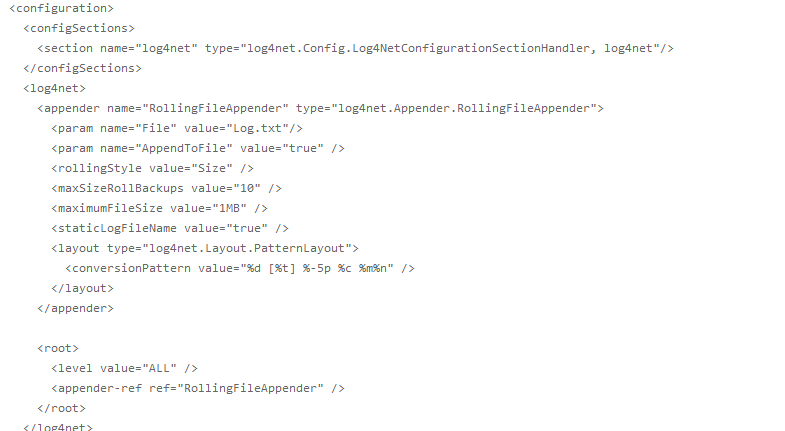 <configuration>
<configSections>
<section name="log4net" type="log4net.Config.Log4NetConfigurationSectionHandler, log4net"/>
</configSections>
<log4net>
<appender name="RollingFileAppender" type="log4net.Appender.RollingFileAppender">
<param name="File" value="Log.txt"/>
<param name="AppendToFile" value="true" />
<rollingStyle value="Size" />
<maxSizeRollBackups value="10" />
<maximumFileSize value="1MB" />
<staticLogFileName value="true" />
<layout type="log4net.Layout.PatternLayout">
<conversionPattern value="%d [%t] %-5p %c %m%n" />
</layout>
</appender>
<root>
<level value="ALL" />
<appender-ref ref="RollingFileAppender" />
</root>
</log4net>